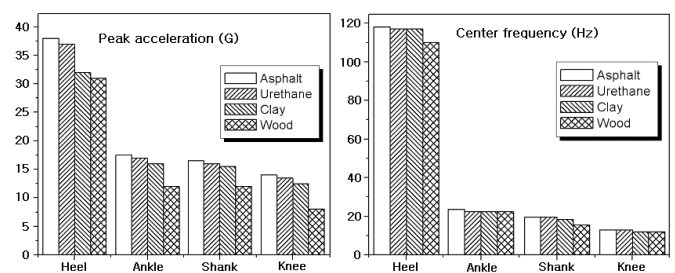 Peak acceleration (G)
40
35
30
25
20
15
10
5
0
Asphalt
Urethane
Clay
Wood
Heel Ankle Shank Knee
Center frequency (Hz)
120
100
80
60
40
20
0
Asphalt
Urethane
Clay
Wood
Heel Ankle Shank Knee